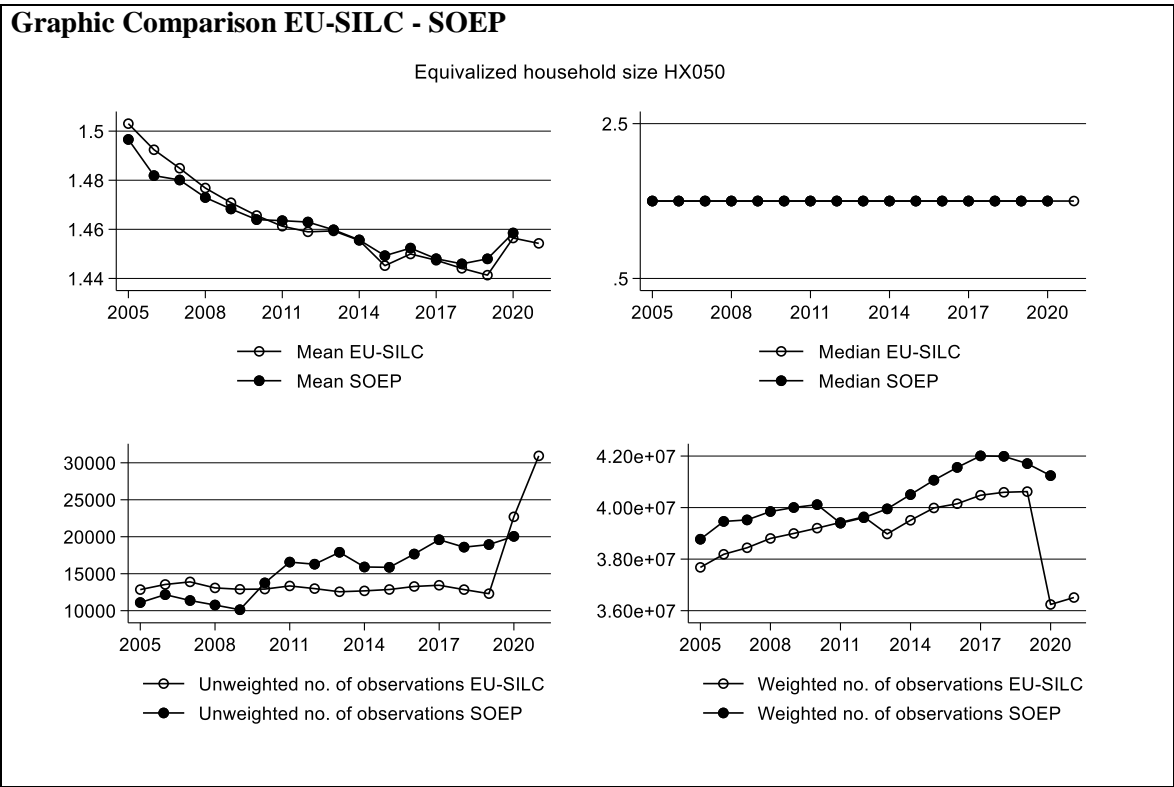 Graphic Comparison EU-SILC - SOEP
Equivalized household size HX050
1.5
1.48
1.46
1.44
2005 2008 2011 2014 2017 2020
Mean EU-SILC
Mean SOEP
2.5
.5
2005 2008 2011 2014 2017 2020
Median EU-SILC
Median SOEP
30000
25000
20000
15000
10000
2005 2008 2011 2014 2017 2020
Unweighted no. of observations EU-SILC
Unweighted no. of observations SOEP
4.20e+07
4.00e+07
3.80e+07
3.60e+07
2005 2008 2011 2014 2017 2020
Weighted no. of observations EU-SILC
Weighted no. of observations SOEP